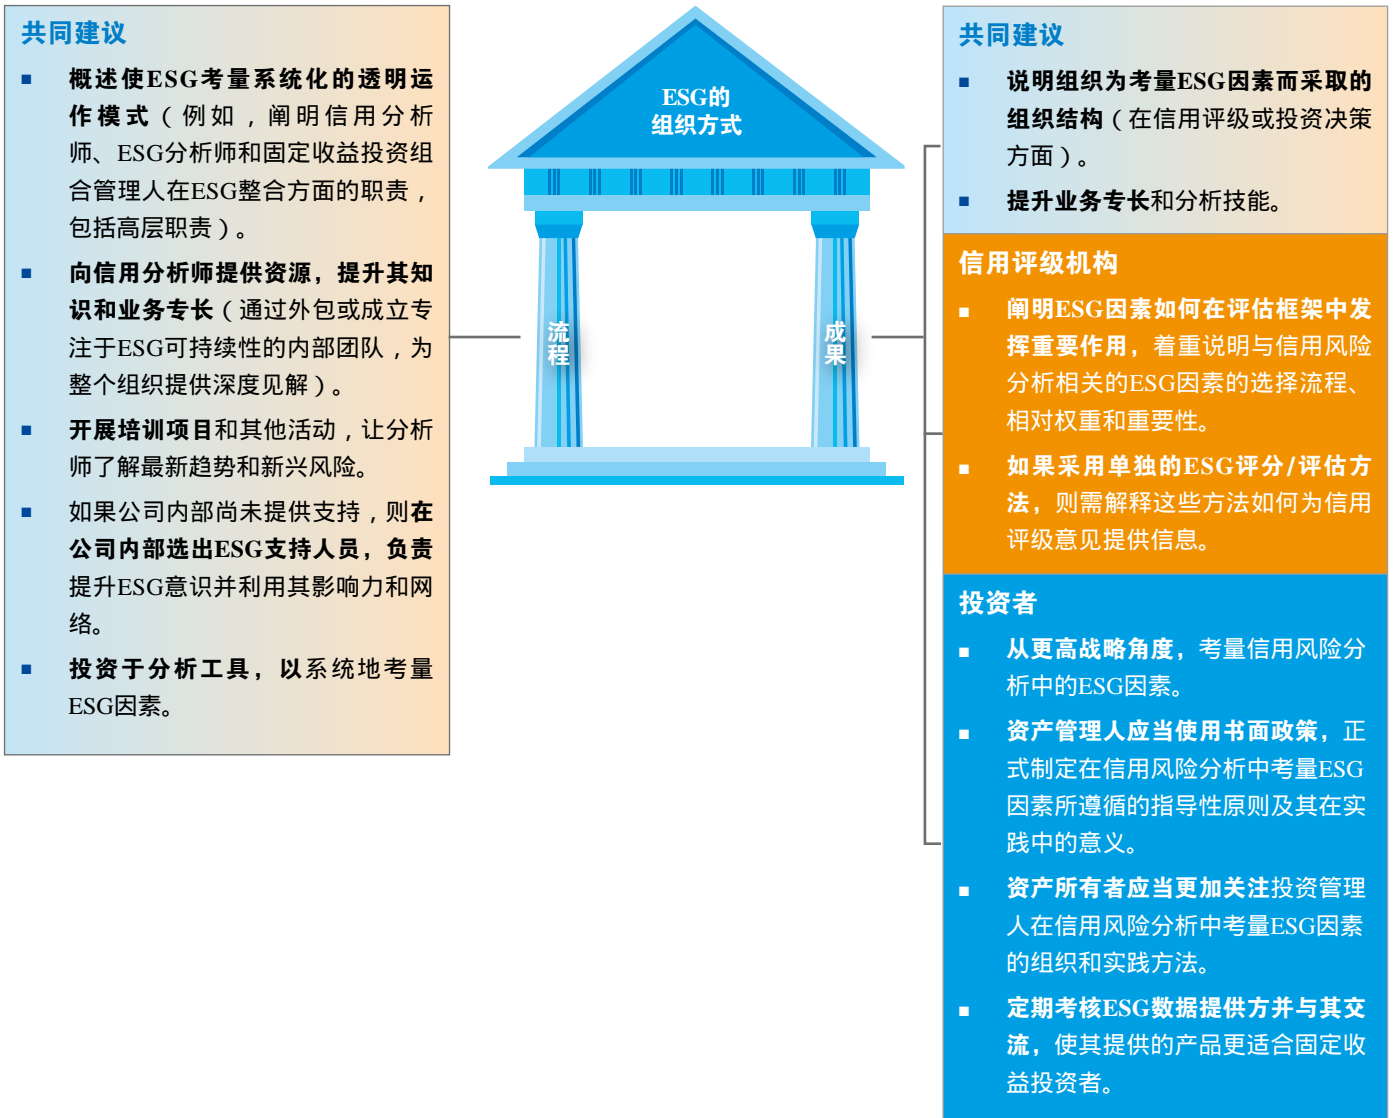 共同建议
■ 概述使ESG考量系统化的透明运
作模式（例如，阐明信用分析
师、ESG分析师和固定收益投资组
合管理人在ESG整合方面的职责，
包括高层职责）。
■ 向信用分析师提供资源，提升其知
识和业务专长（通过外包或成立专
注于ESG可持续性的内部团队，为
整个组织提供深度见解）。
■ 开展培训项目和其他活动，让分析
师了解最新趋势和新兴风险。
■ 如果公司内部尚未提供支持，则在
公司内部选出ESG支持人员，负责
提升ESG意识并利用其影响力和网
络。
■ 投资于分析工具，以系统地考量
ESG因素。
ESG的
组织方式
流程
成果
共同建议
■ 说明组织为考量ESG因素而采取的
组织结构（在信用评级或投资决策
方面）。
■ 提升业务专长和分析技能。
信用评级机构
■ 阐明ESG因素如何在评估框架中发
挥重要作用，着重说明与信用风险
分析相关的ESG因素的选择流程、
相对权重和重要性。
■ 如果采用单独的ESG评分/评估方
法，则需解释这些方法如何为信用
评级意见提供信息。
投资者
■ 从更高战略角度，考量信用风险分
析中的ESG因素。
■ 资产管理人应当使用书面政策，正
式制定在信用风险分析中考量ESG
因素所遵循的指导性原则及其在实
践中的意义。
■ 资产所有者应当更加关注投资管理
人在信用风险分析中考量ESG因素
的组织和实践方法。
■ 定期考核ESG数据提供方并与其交
流，使其提供的产品更适合固定收
益投资者。